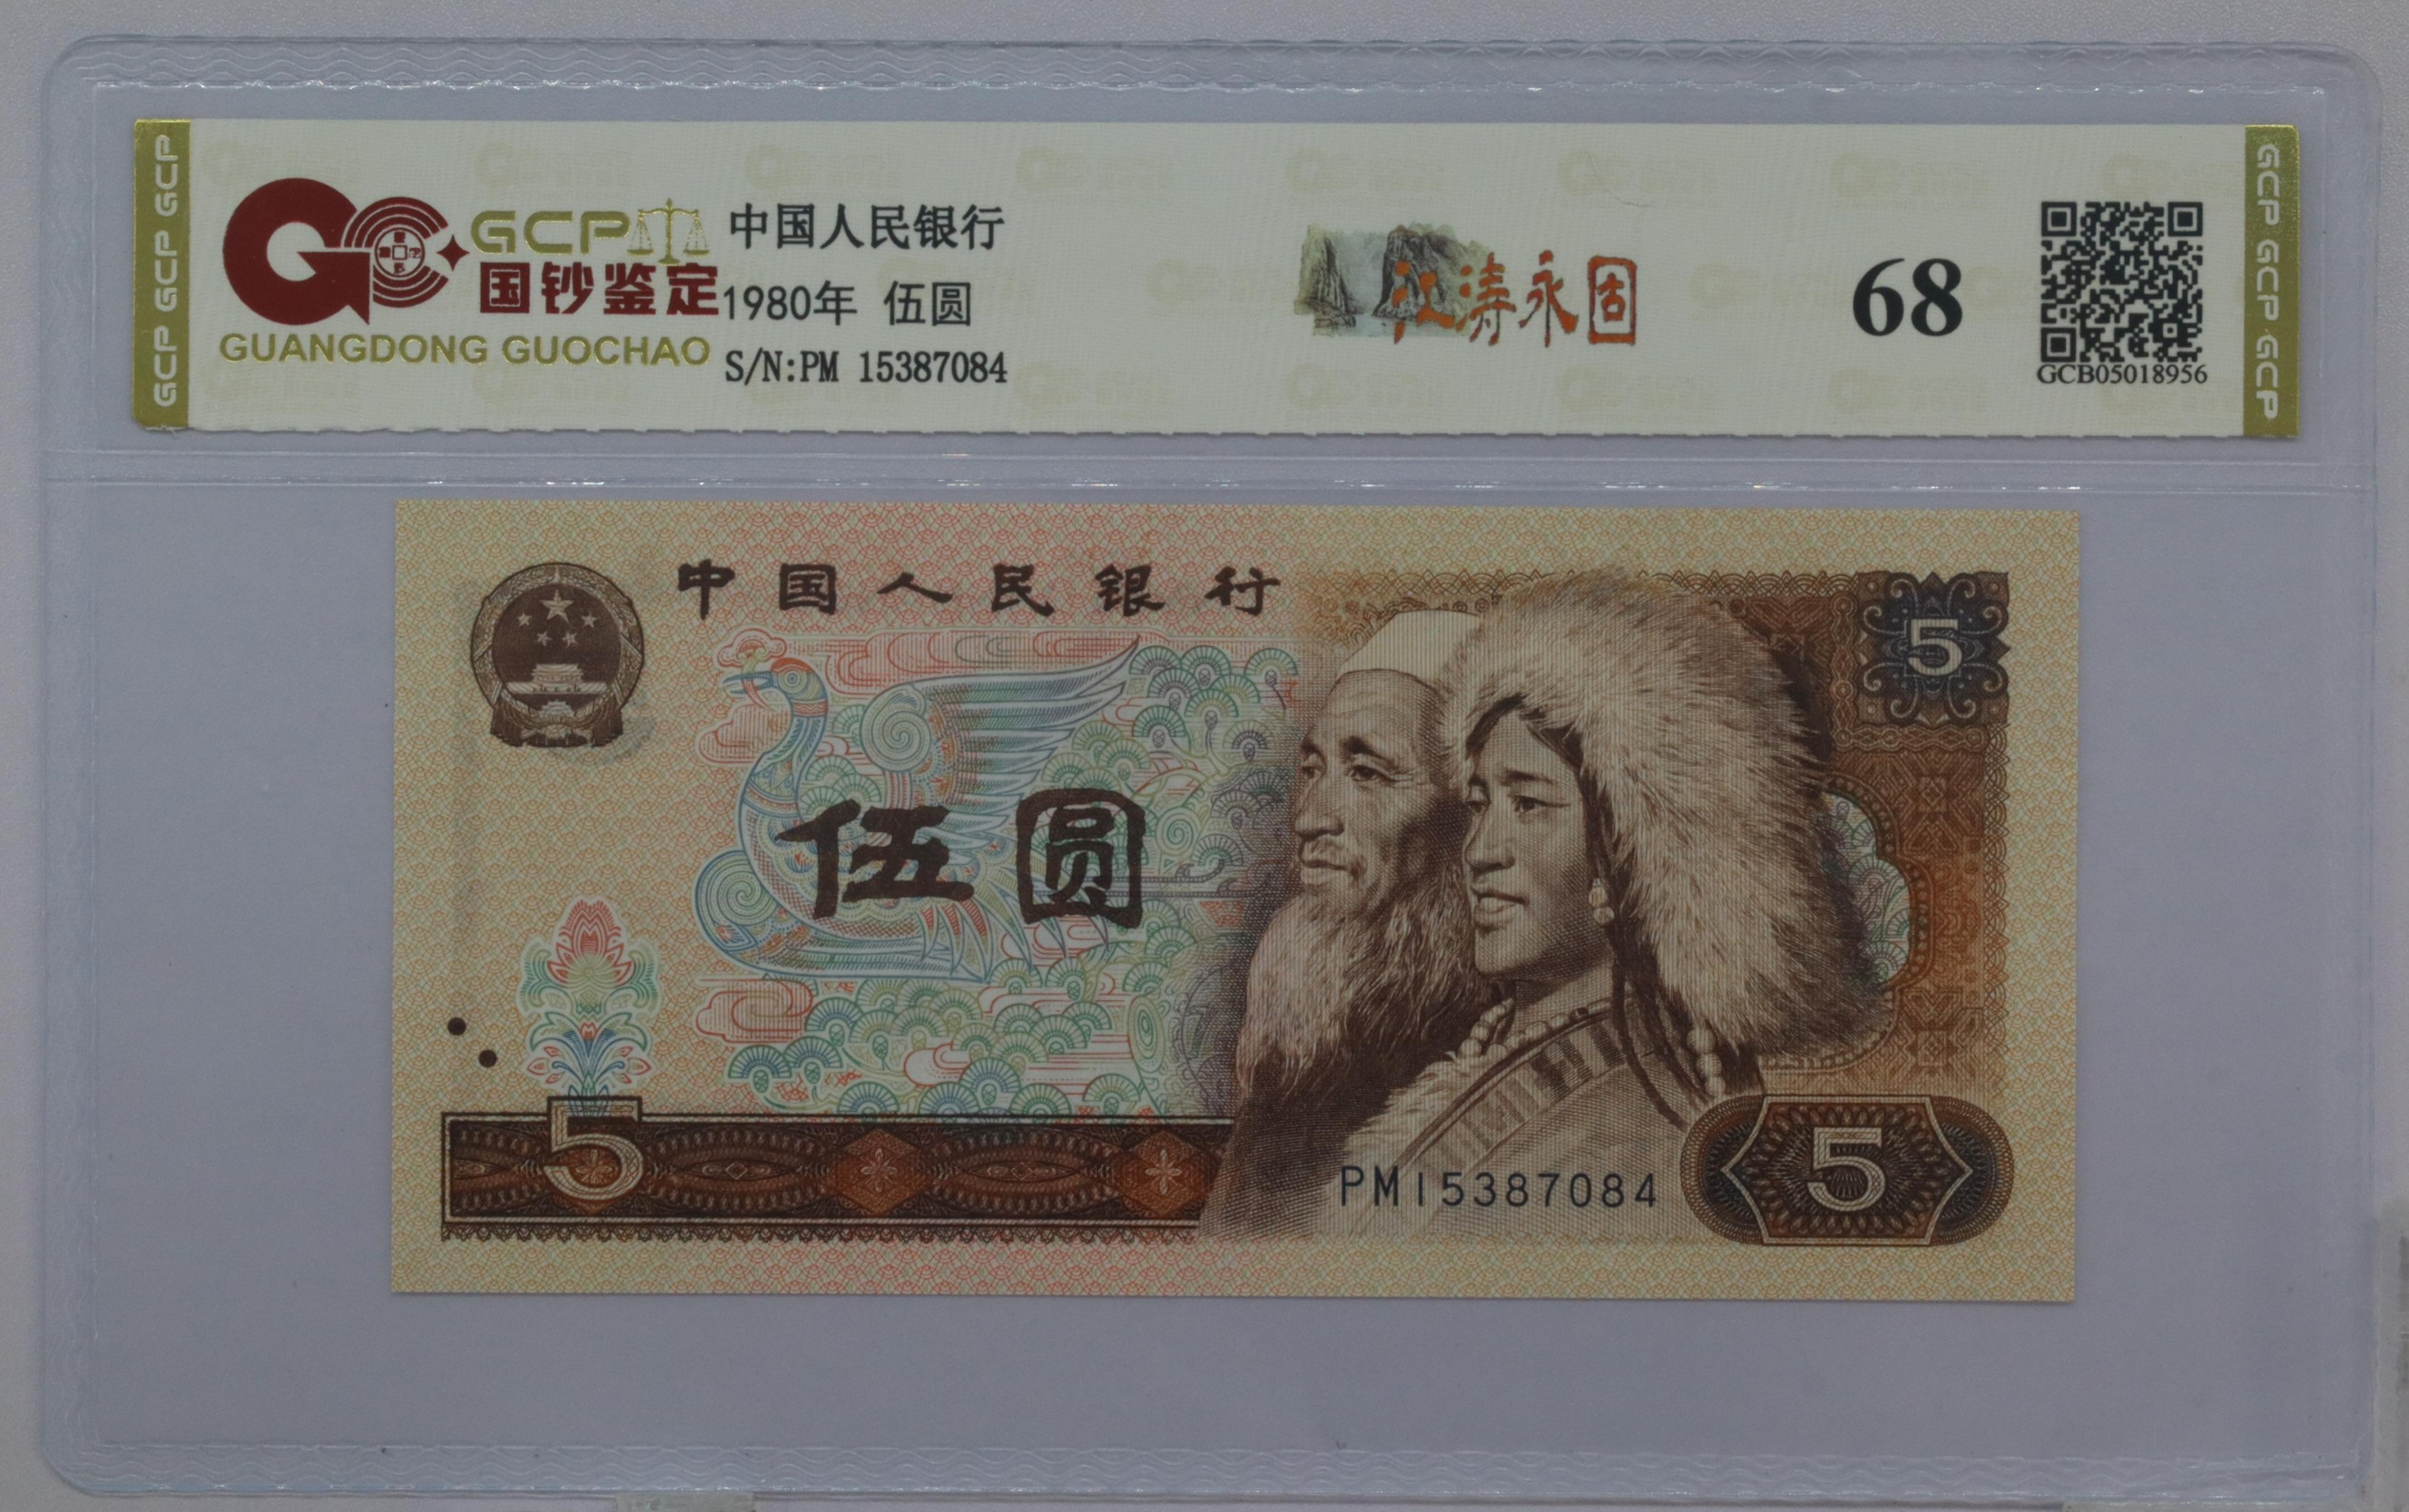 GCP GCP GCP
GCP
国钞鉴定
GUANGDONG GUOCHAO
中国人民银行
1980年 伍圆
S/N:PM 15387084
江涛永固
68
GCB05018956
GCP GCP GCP
中国人民银行
5
伍圆
5
PM15387084
5